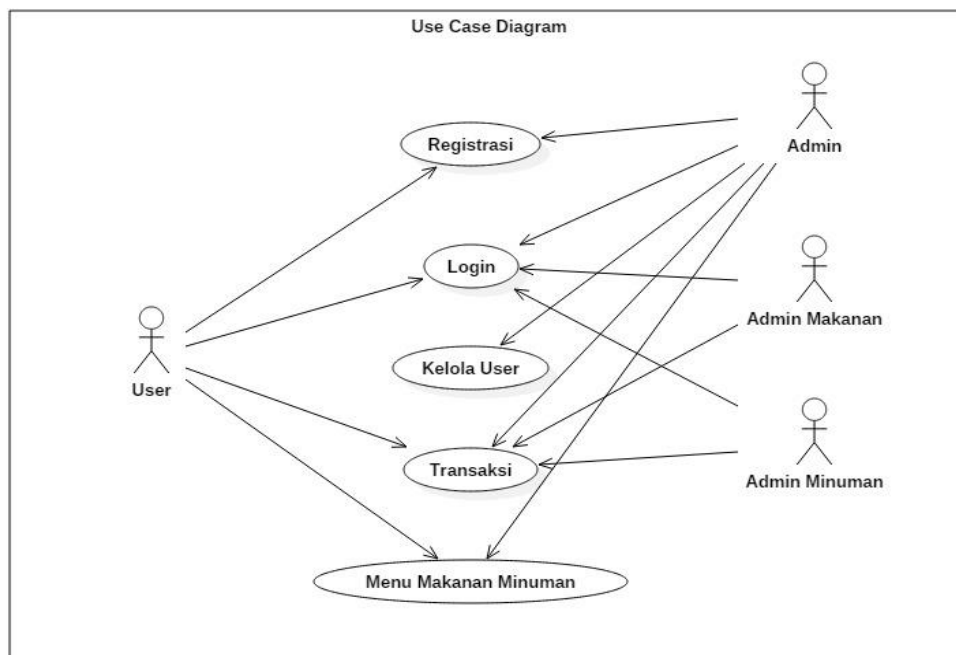 Use Case Diagram
Registrasi
Admin
Login
Admin Makanan
User
Kelola User
Transaksi
Admin Minuman
Menu Makanan Minuman